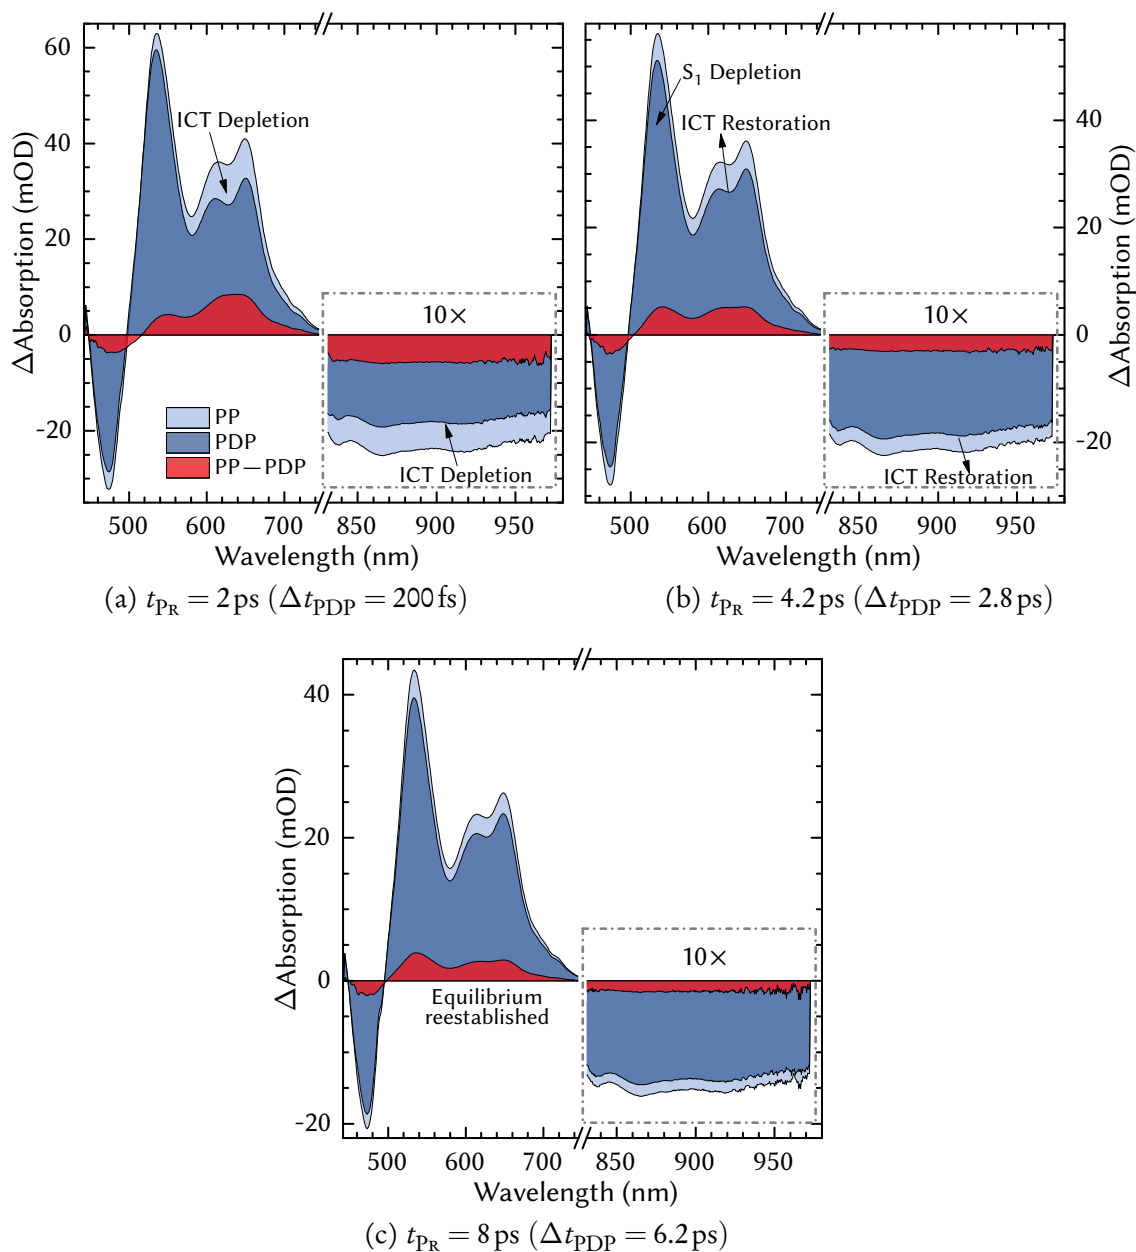 60
40
20
0
-20
ΔAbsorption (mOD)
ICT Depletion
10×
PP
PDP
PP−PDP
ICT Depletion
500 600 700 850 900 950
Wavelength (nm)
(a) tPR = 2 ps (ΔtPDP = 200 fs)
S1 Depletion
ICT Restoration
10×
ICT Restoration
40
20
0
-20
ΔAbsorption (mOD)
500 600 700 850 900 950
Wavelength (nm)
(b) tPR = 4.2 ps (ΔtPDP = 2.8 ps)
40
20
0
-20
ΔAbsorption (mOD)
10×
Equilibrium
reestablished
500 600 700 850 900 950
Wavelength (nm)
(c) tPR = 8 ps (ΔtPDP = 6.2 ps)